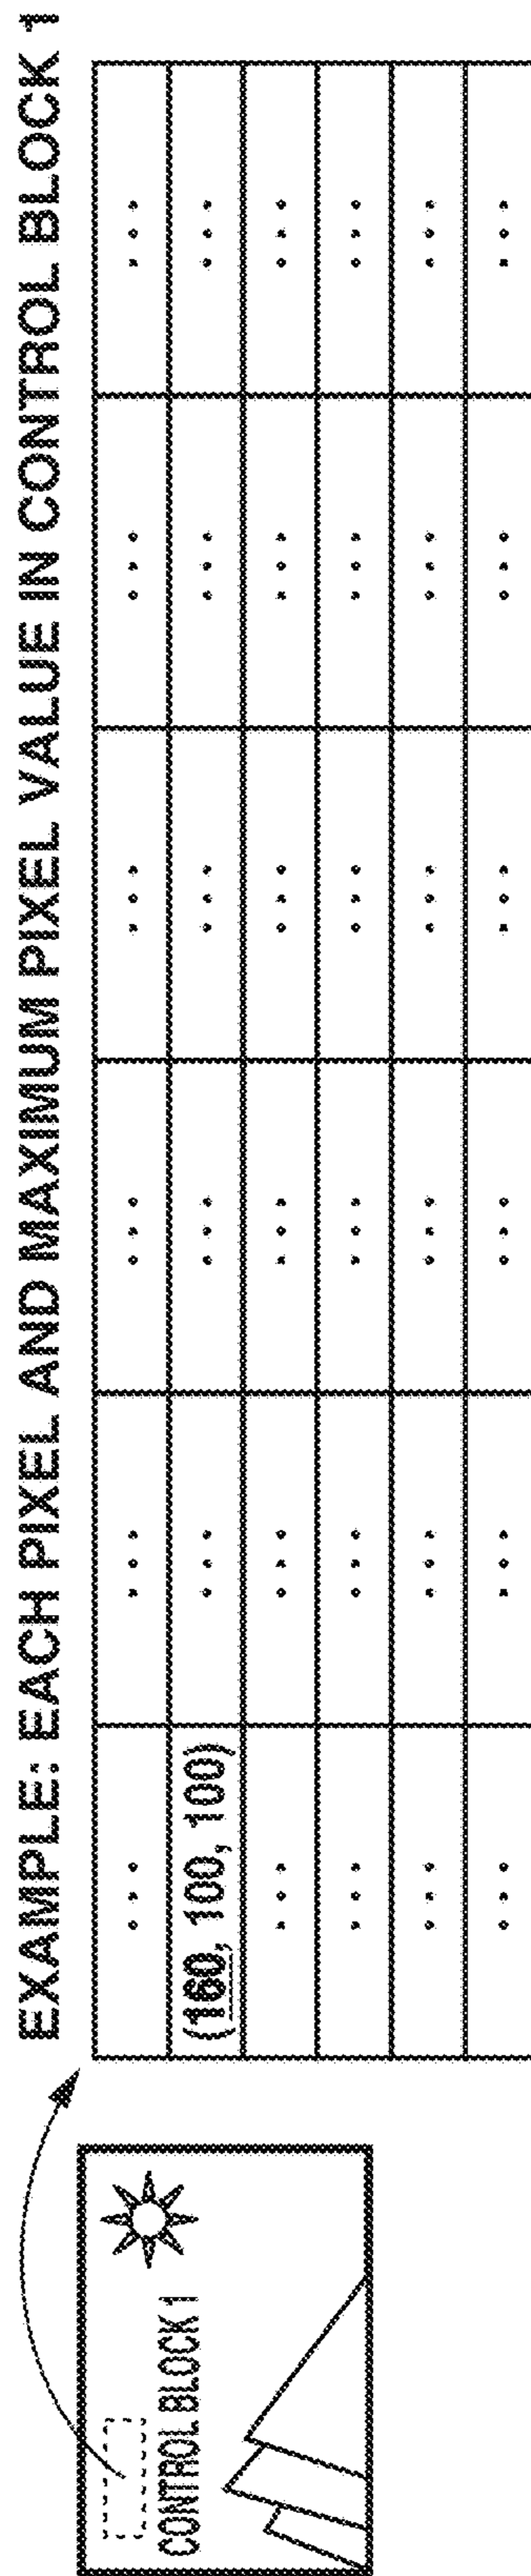 EXAMPLE: EACH PIXEL AND MAXIMUM PIXEL VALUE IN CONTROL BLOCK 1
(160, 100, 100)
CONTROL BLOCK 1